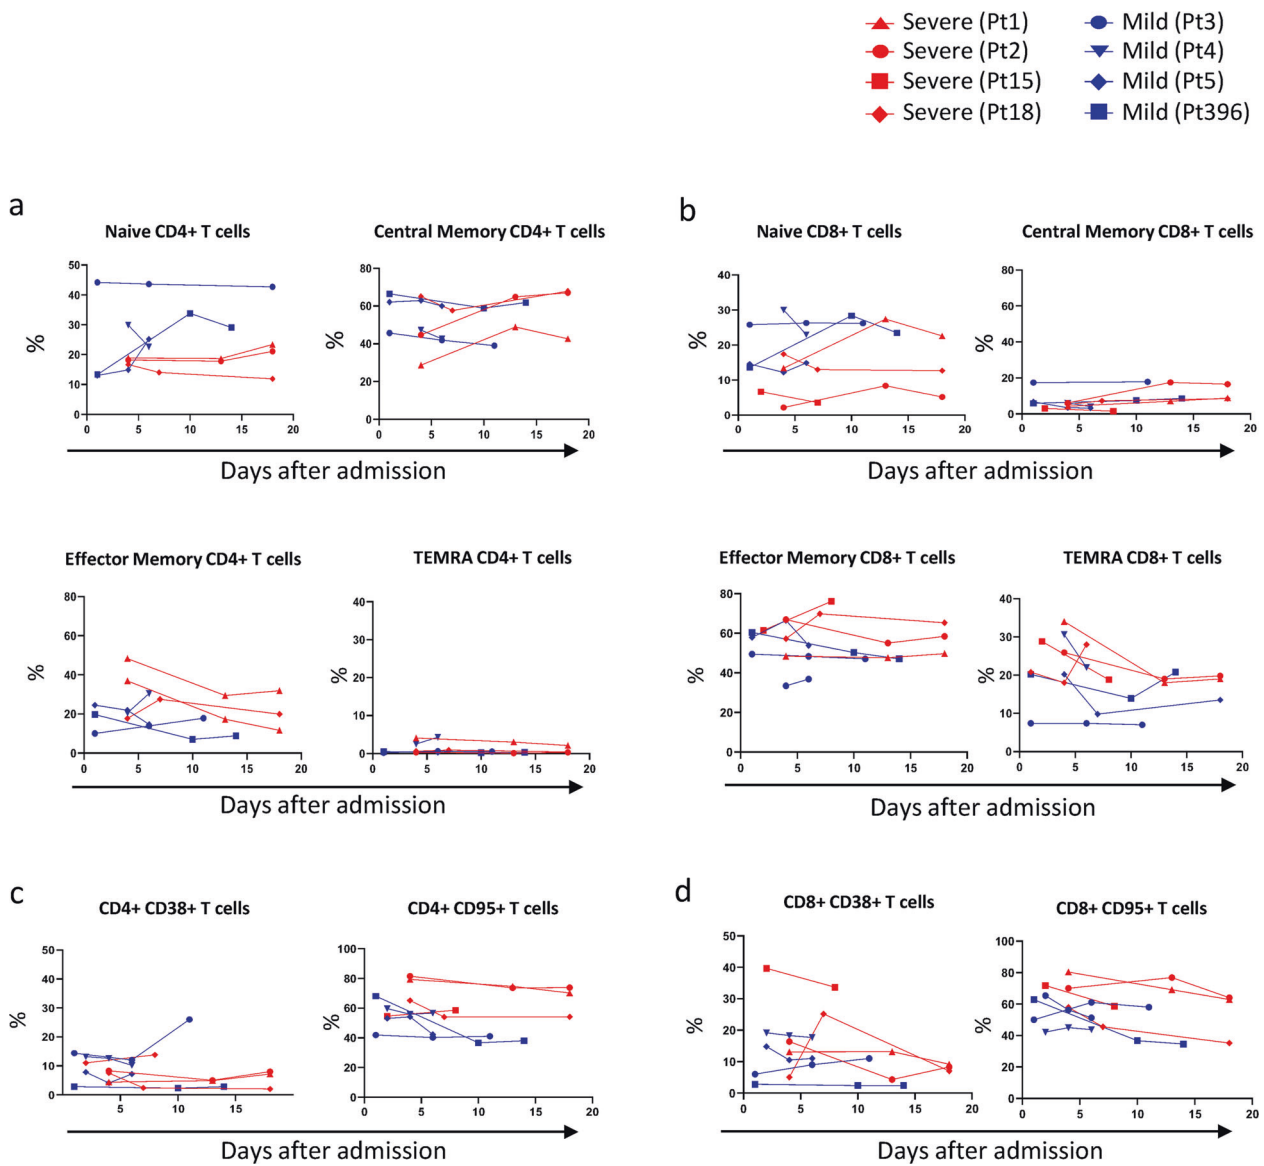 Severe (Pt1) Mild (Pt3)
Severe (Pt2) Mild (Pt4)
Severe (Pt15) Mild (Pt5)
Severe (Pt18) Mild (Pt396)
a
Naive CD4+ T cells
%
50
40
30
20
10
0
0 5 10 15 20
Central Memory CD4+ T cells
%
80
60
40
20
0
0 5 10 15 20
Days after admission
b
Naive CD8+ T cells
%
40
30
20
10
0
0 5 10 15 20
Central Memory CD8+ T cells
%
80
60
40
20
0
0 5 10 15 20
Days after admission
Effector Memory CD4+ T cells
%
80
60
40
20
0
0 5 10 15 20
TEMRA CD4+ T cells
%
40
30
20
10
0
0 5 10 15 20
Days after admission
Effector Memory CD8+ T cells
%
80
60
40
20
0
0 5 10 15 20
TEMRA CD8+ T cells
%
40
30
20
10
0
0 5 10 15 20
Days after admission
c
CD4+ CD38+ T cells
%
50
40
30
20
10
0
5 10 15
CD4+ CD95+ T cells
%
100
80
60
40
20
0
0 5 10 15 20
Days after admission
d
CD8+ CD38+ T cells
%
50
40
30
20
10
0
0 5 10 15 20
CD8+ CD95+ T cells
%
100
80
60
40
20
0
0 5 10 15 20
Days after admission